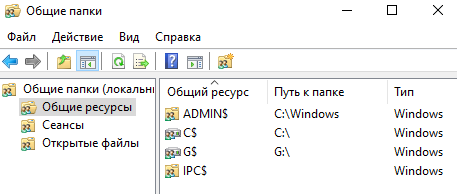 Общие папки
Файл Действие Вид Справка
Общие папки (локальн
Общие ресурсы
Сеансы
Открытые файлы
Общий ресурс Путь к папке Тип
ADMIN$ C:\Windows Windows
C$ C:\ Windows
G$ G:\ Windows
IPC$ Windows